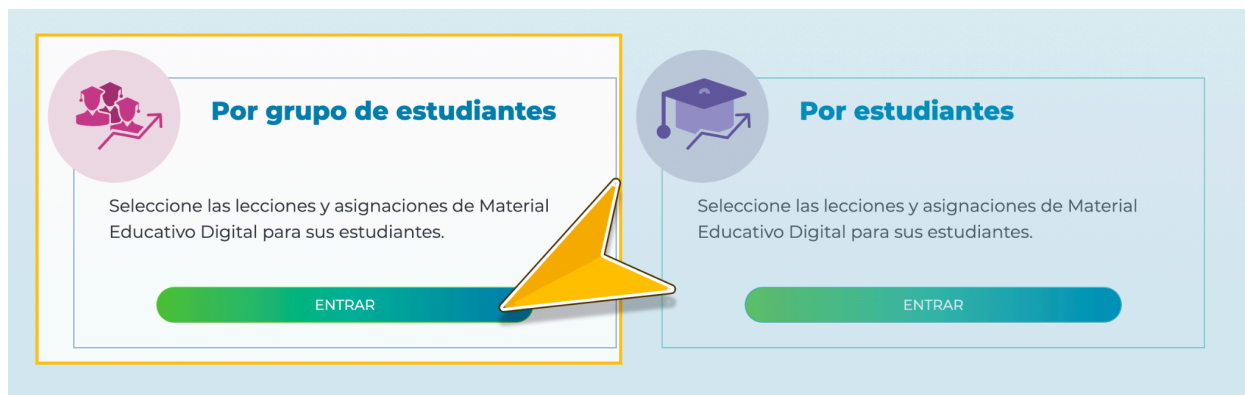 Por grupo de estudiantes
Seleccione las lecciones y asignaciones de Material
Educativo Digital para sus estudiantes.
ENTRAR
Por estudiantes
Seleccione las lecciones y asignaciones de Material
Educativo Digital para sus estudiantes.
ENTRAR